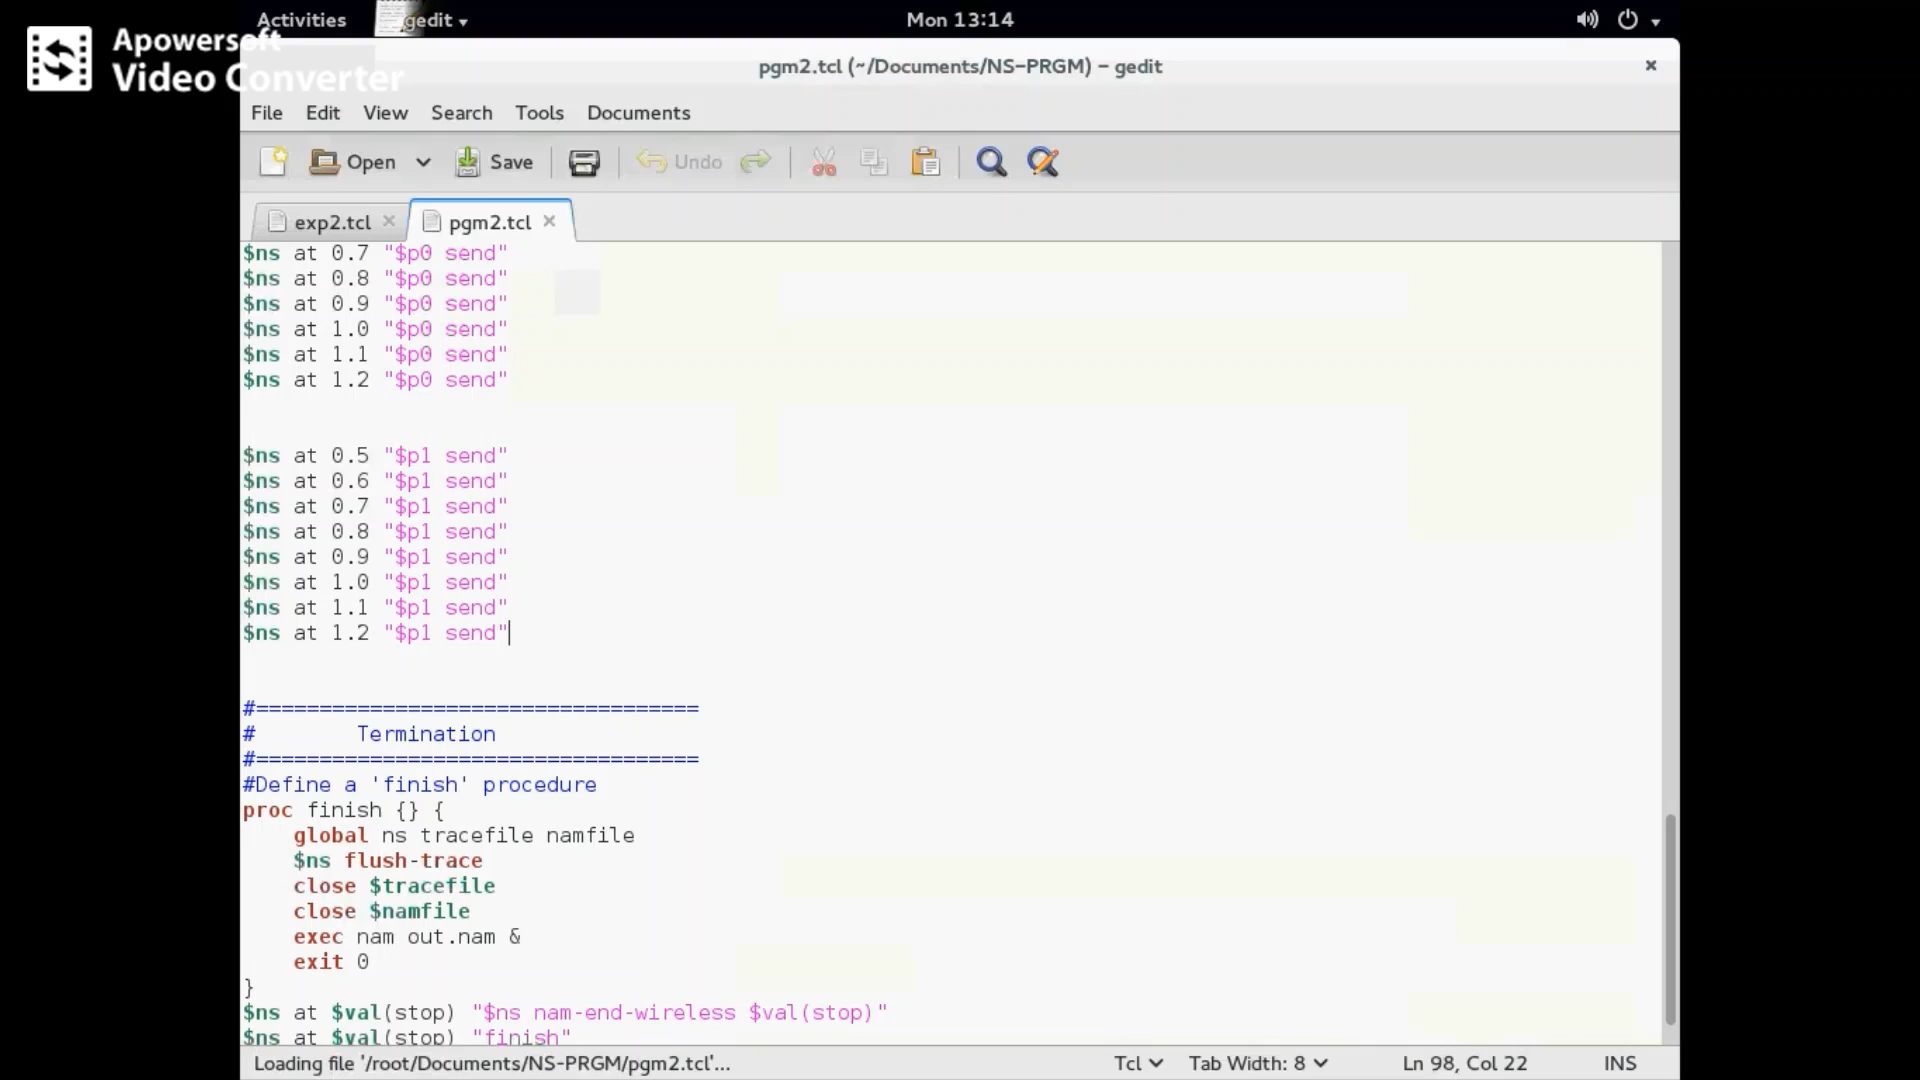 Activities gedit Mon 13:14
Apowersoft
Video Converter
pgm2.tcl (~/Documents/NS-PRGM) – gedit ×
File Edit View Search Tools Documents
Open Save Undo
exp2.tcl × pgm2.tcl ×
$ns at 0.7 "$p0 send"
$ns at 0.8 "$p0 send"
$ns at 0.9 "$p0 send"
$ns at 1.0 "$p0 send"
$ns at 1.1 "$p0 send"
$ns at 1.2 "$p0 send"
$ns at 0.5 "$p1 send"
$ns at 0.6 "$p1 send"
$ns at 0.7 "$p1 send"
$ns at 0.8 "$p1 send"
$ns at 0.9 "$p1 send"
$ns at 1.0 "$p1 send"
$ns at 1.1 "$p1 send"
$ns at 1.2 "$p1 send"
#===================================
#         Termination
#===================================
#Define a 'finish' procedure
proc finish {} {
    global ns tracefile namfile
    $ns flush-trace
    close $tracefile
    close $namfile
    exec nam out.nam &
    exit 0
}
$ns at $val(stop) "$ns nam-end-wireless $val(stop)"
$ns at $val(stop) "finish"
Loading file '/root/Documents/NS-PRGM/pgm2.tcl'... Tcl Tab Width: 8 Ln 98, Col 22 INS